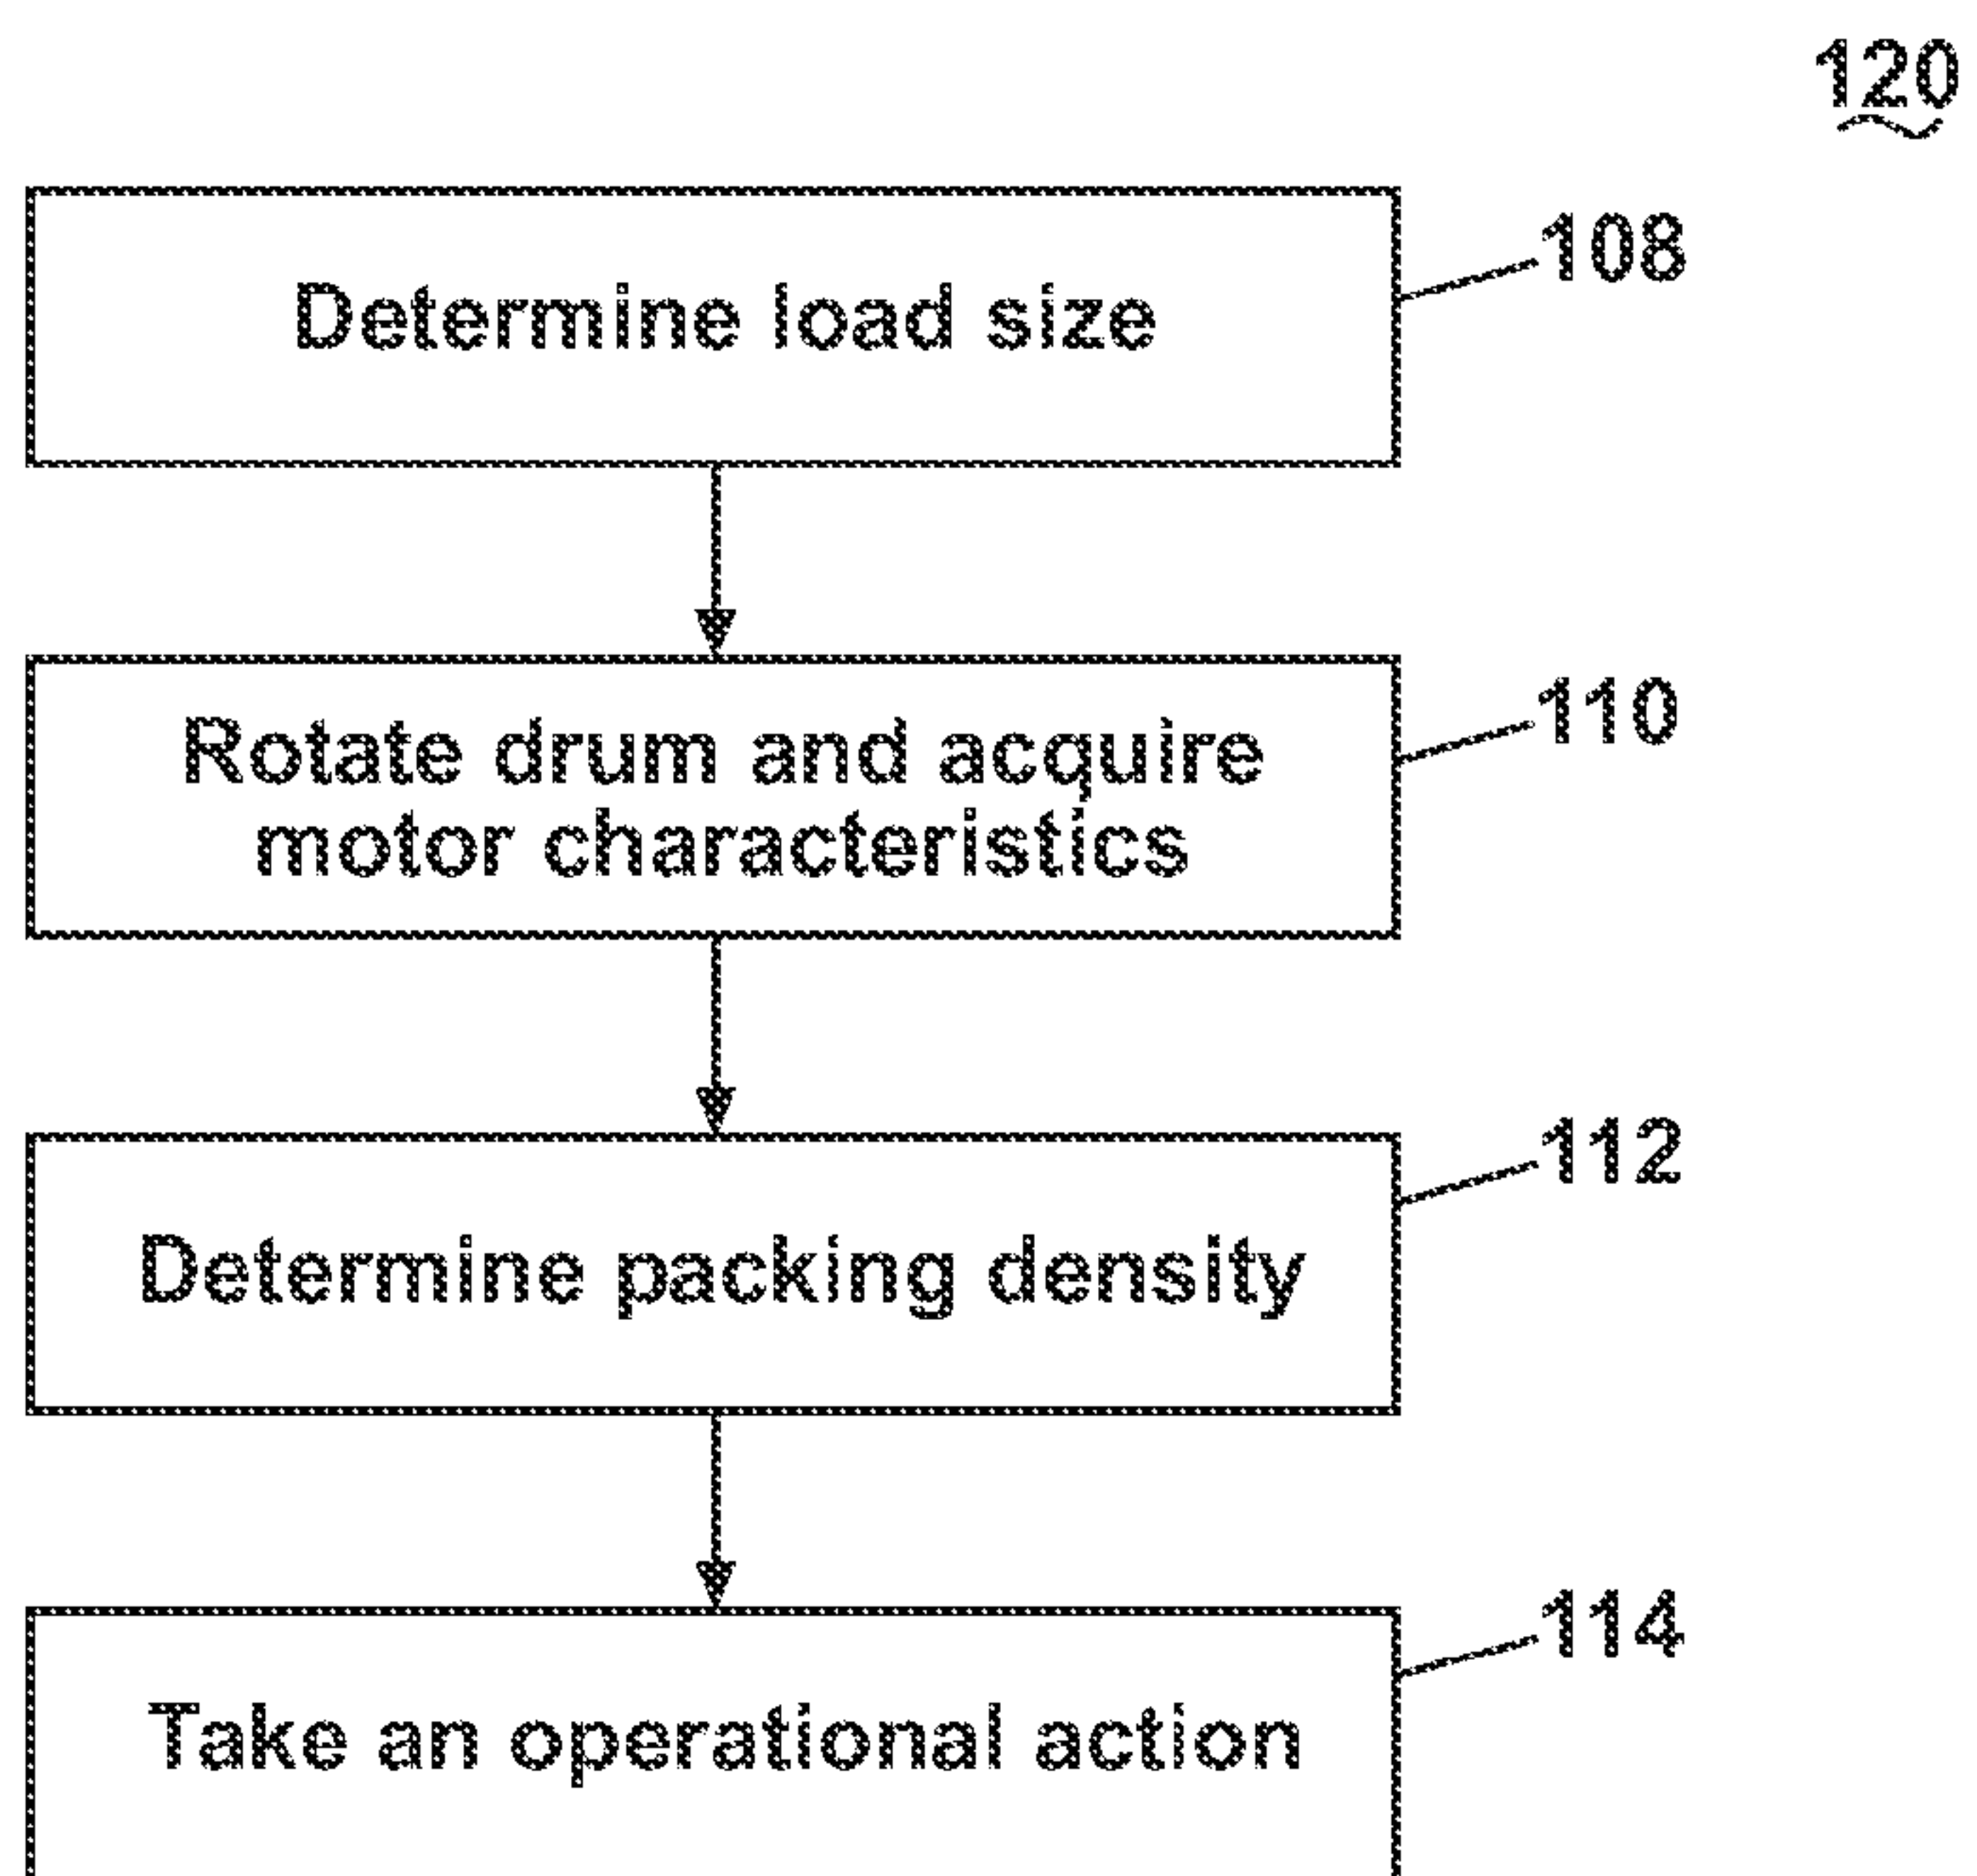 120
Determine load size
108
Rotate drum and acquire
motor characteristics
110
Determine packing density
112
Take an operational action
114